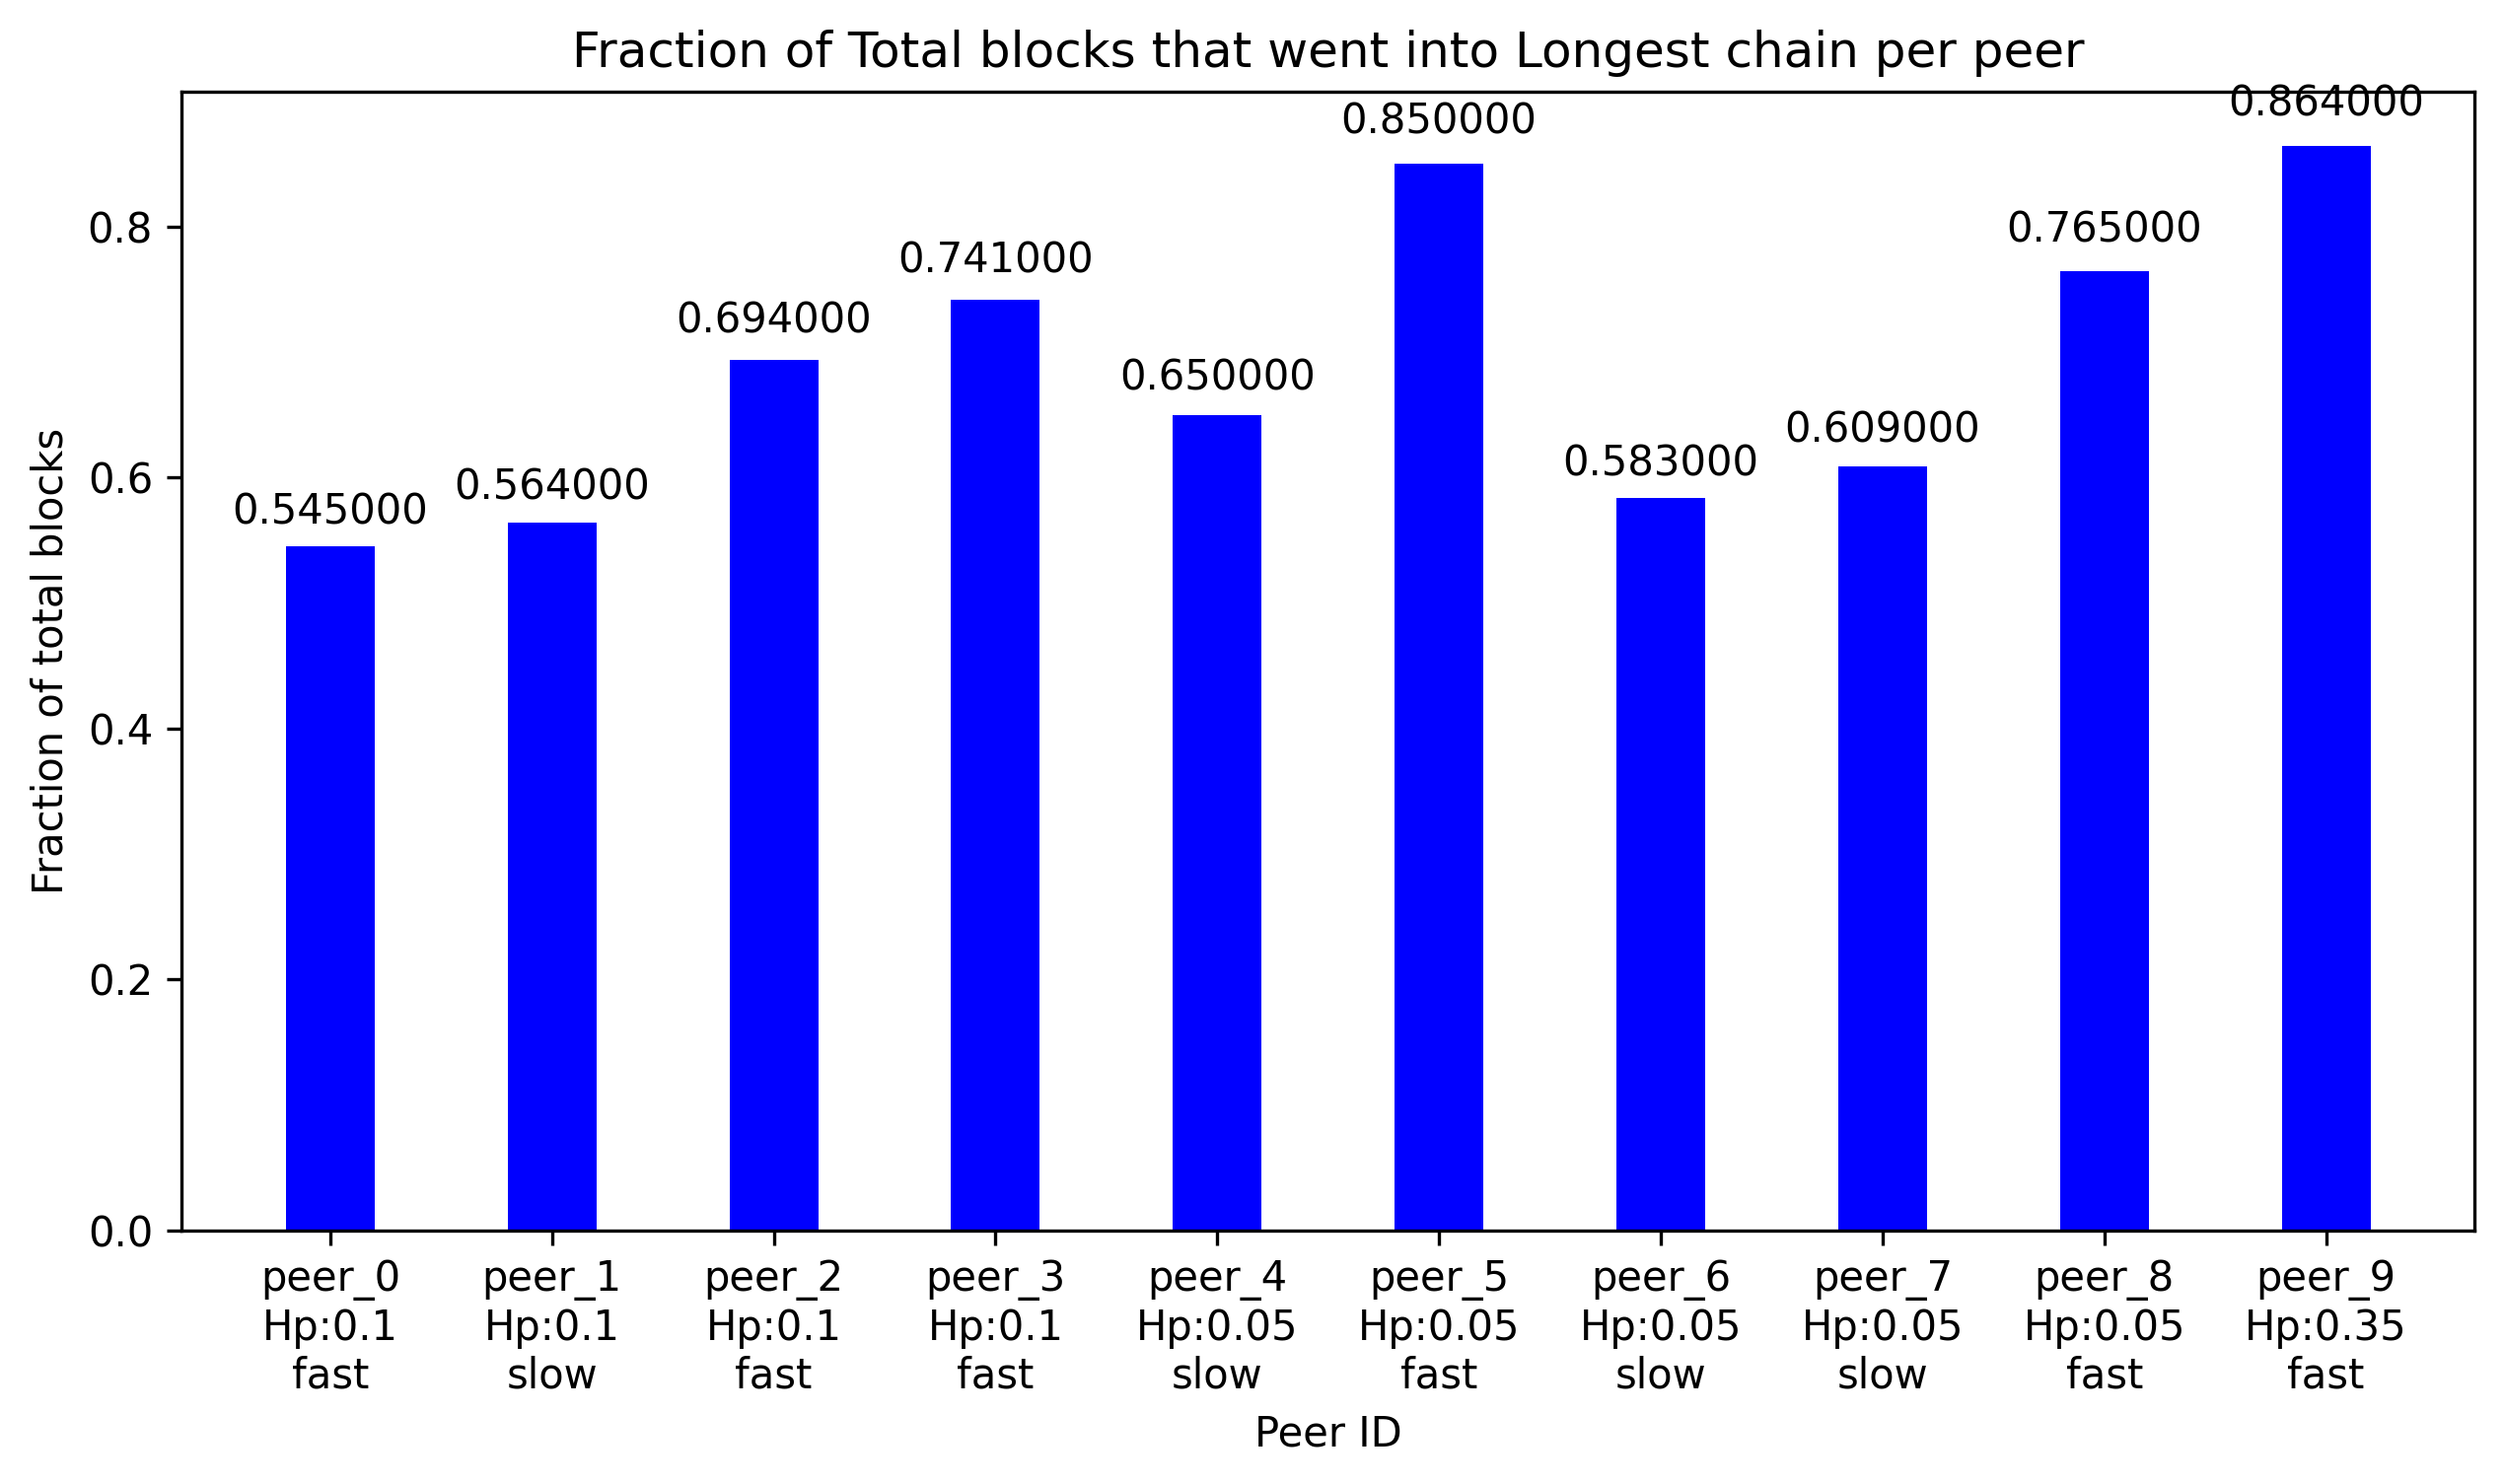 Fraction of Total blocks that went into Longest chain per peer
Fraction of total blocks
0.8
0.6
0.4
0.2
0.0
0.545000
0.564000
0.694000
0.741000
0.650000
0.850000
0.583000
0.609000
0.765000
0.864000
peer_0
Hp:0.1
fast
peer_1
Hp:0.1
slow
peer_2
Hp:0.1
fast
peer_3
Hp:0.1
fast
peer_4
Hp:0.05
slow
peer_5
Hp:0.05
fast
peer_6
Hp:0.05
slow
peer_7
Hp:0.05
slow
peer_8
Hp:0.05
fast
peer_9
Hp:0.35
fast
Peer ID